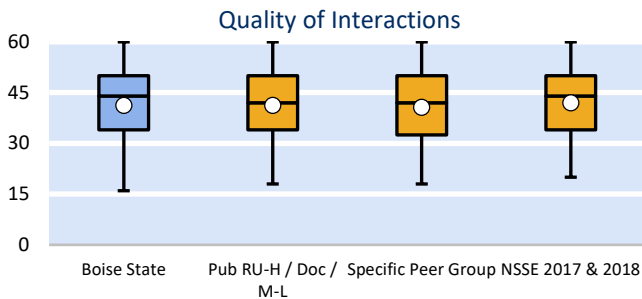 Quality of Interactions
60
45
30
15
0
Boise State
Pub RU-H / Doc /
M-L
Specific Peer Group
NSSE 2017 & 2018